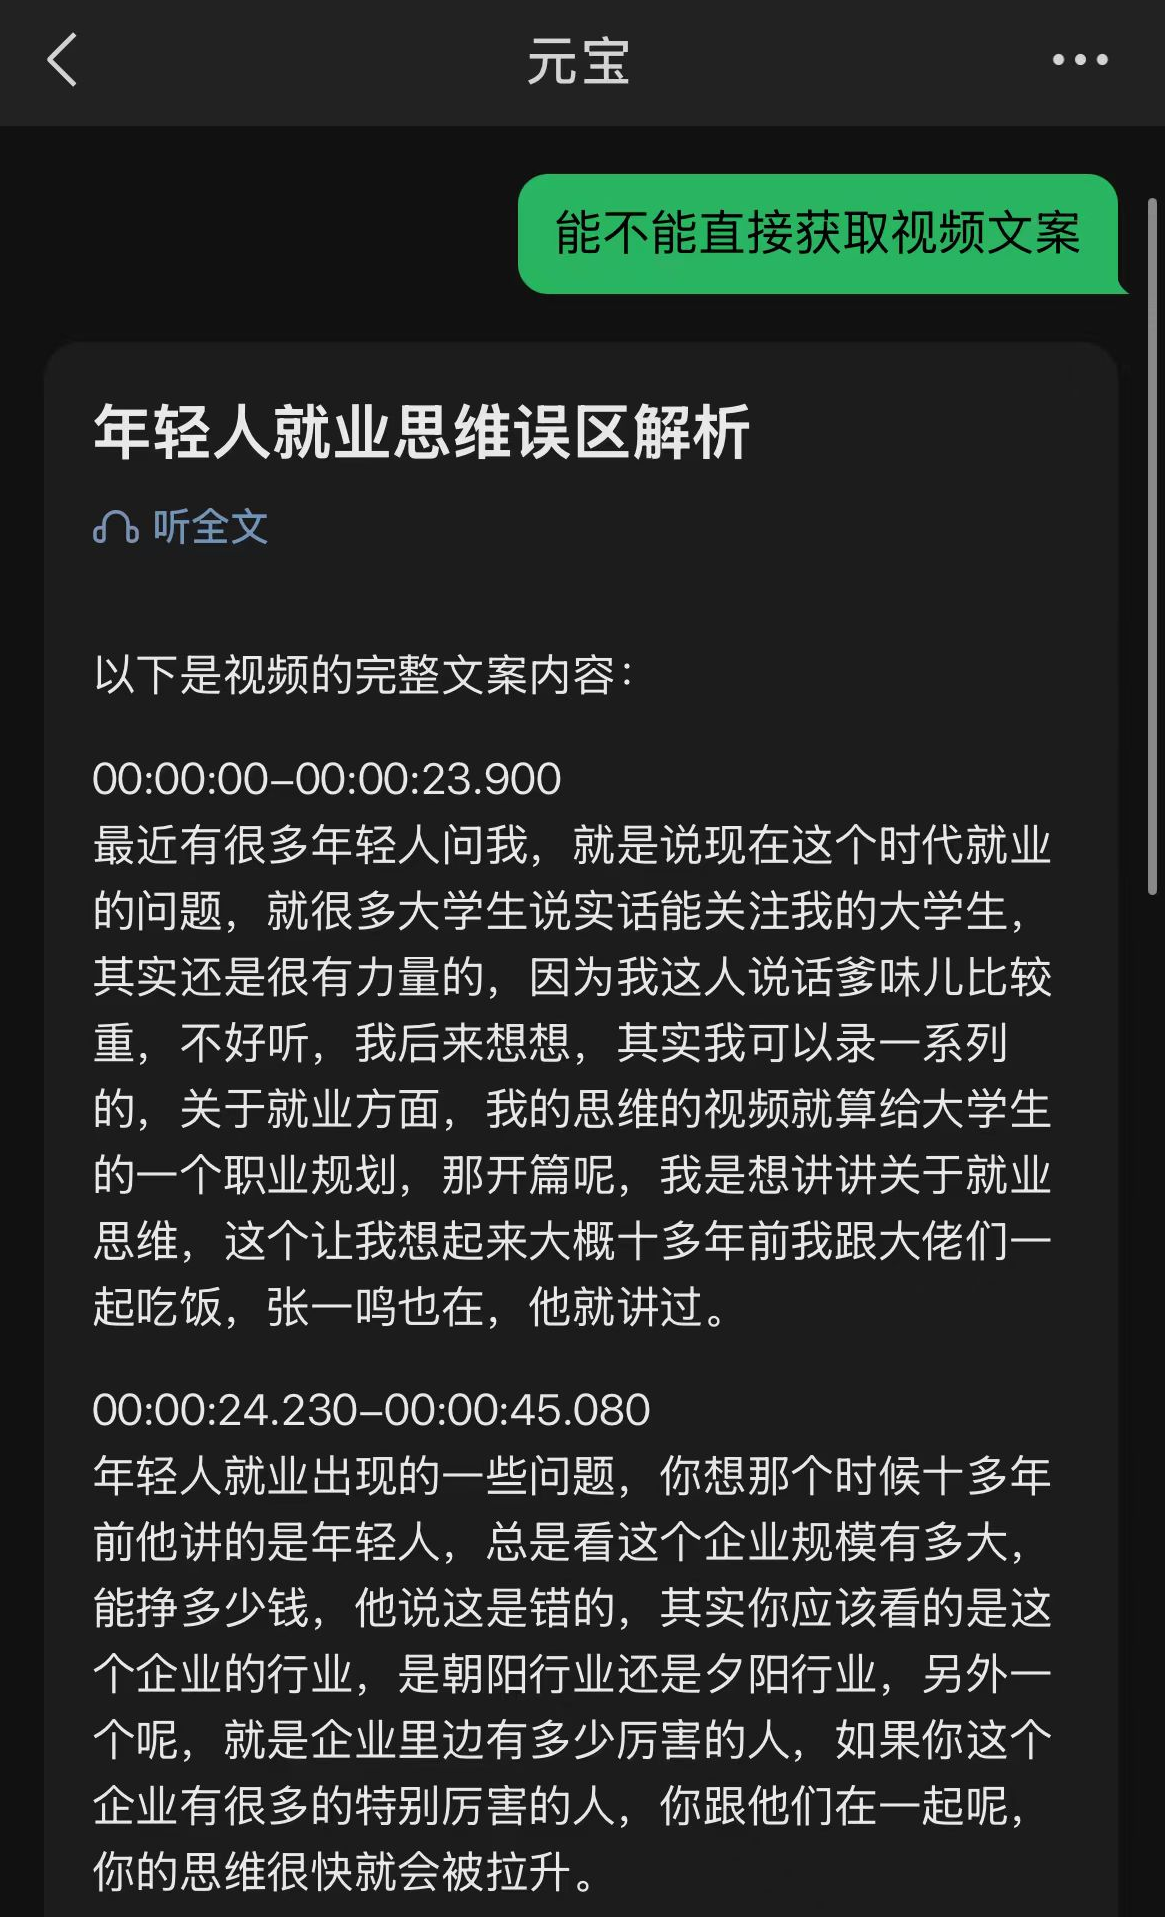 元宝
能不能直接获取视频文案
年轻人就业思维误区解析
听全文
以下是视频的完整文案内容：
00:00:00–00:00:23.900
最近有很多年轻人问我，就是说现在这个时代就业
的问题，就很多大学生说实话能关注我的大学生，
其实还是很有力量的，因为我这人说话爹味儿比较
重，不好听，我后来想想，其实我可以录一系列
的，关于就业方面，我的思维的视频就算给大学生
的一个职业规划，那开篇呢，我是想讲讲关于就业
思维，这个让我想起来大概十多年前我跟大佬们一
起吃饭，张一鸣也在，他就讲过。
00:00:24.230–00:00:45.080
年轻人就业出现的一些问题，你想那个时候十多年
前他讲的是年轻人，总是看这个企业规模有多大，
能挣多少钱，他说这是错的，其实你应该看的是这
个企业的行业，是朝阳行业还是夕阳行业，另外一
个呢，就是企业里边有多少厉害的人，如果你这个
企业有很多的特别厉害的人，你跟他们在一起呢，
你的思维很快就会被拉升。